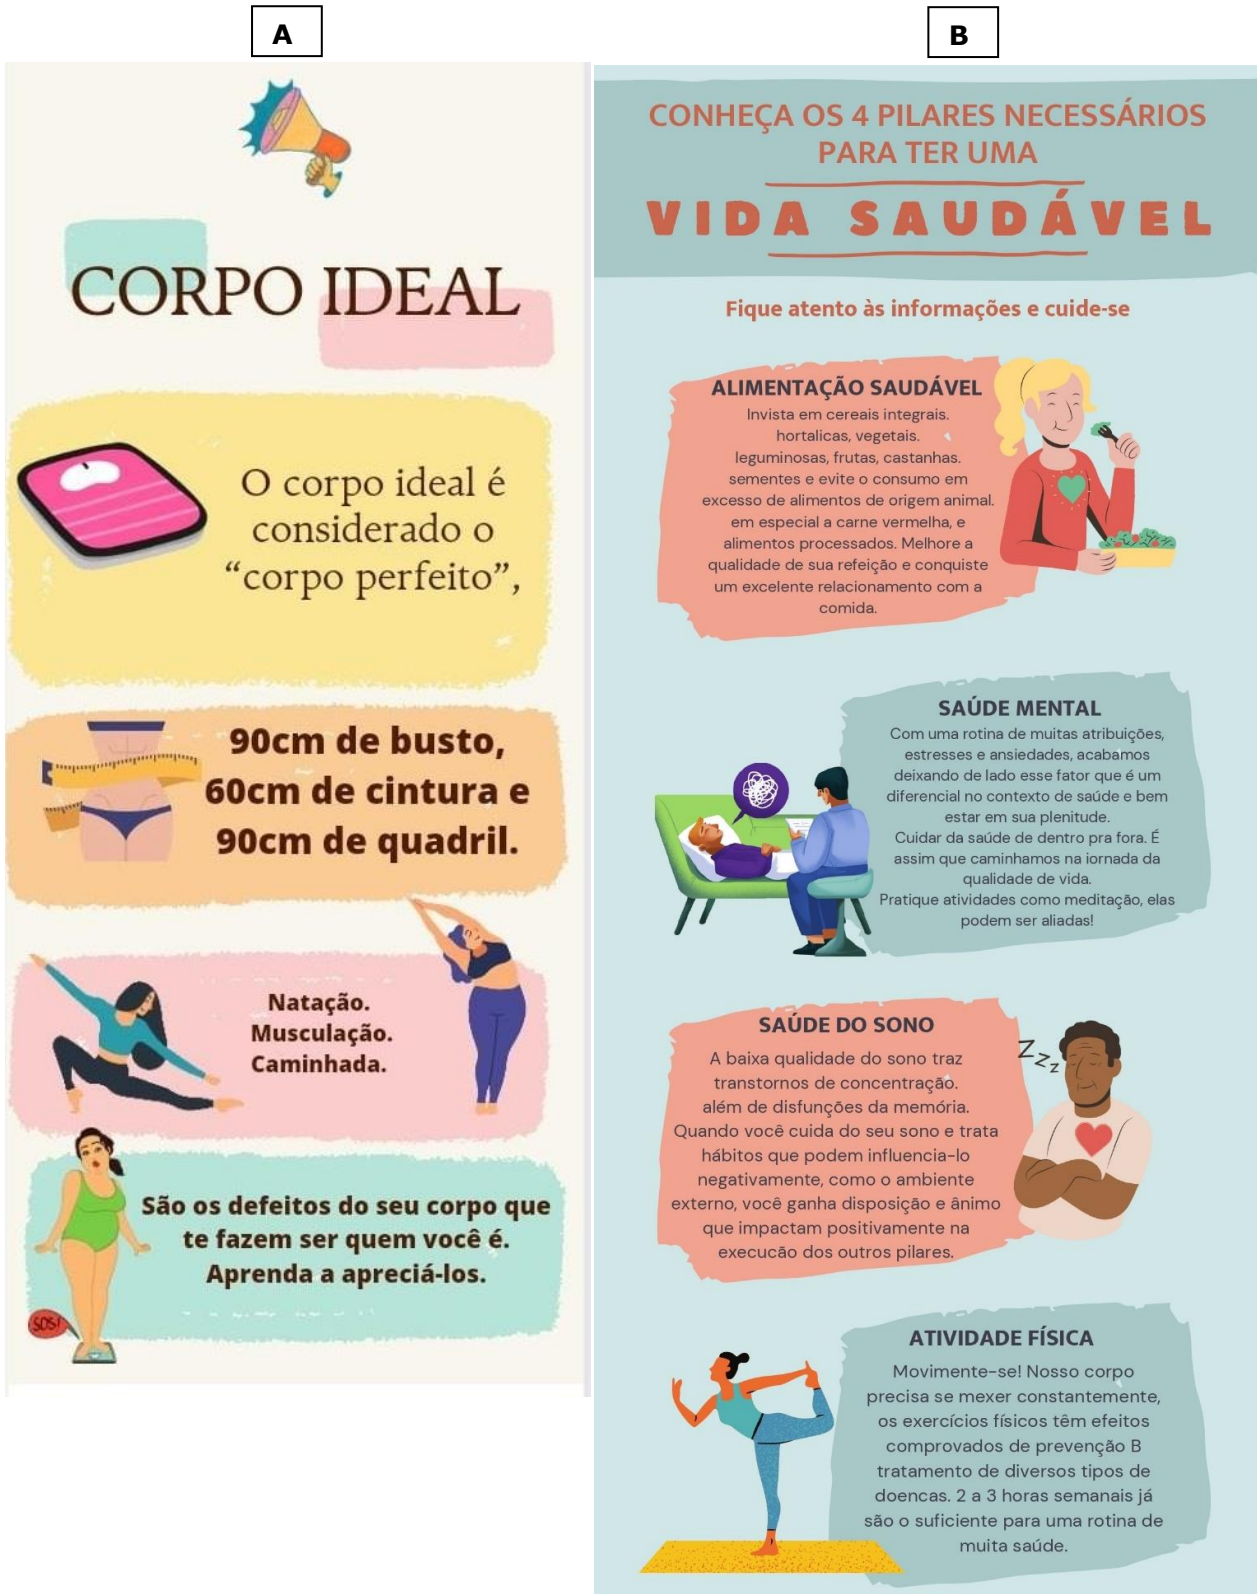 A
CORPO IDEAL
O corpo ideal é
considerado o
“corpo perfeito”,
90cm de busto,
60cm de cintura e
90cm de quadril.
Natação.
Musculação.
Caminhada.
São os defeitos do seu corpo que
te fazem ser quem você é.
Aprenda a apreciá-los.
SOS!
B
CONHEÇA OS 4 PILARES NECESSÁRIOS
PARA TER UMA
VIDA SAUDÁVEL
Fique atento às informações e cuide-se
ALIMENTAÇÃO SAUDÁVEL
Invista em cereais integrais.
hortalicas, vegetais.
leguminosas, frutas, castanhas.
sementes e evite o consumo em
excesso de alimentos de origem animal.
em especial a carne vermelha, e
alimentos processados. Melhore a
qualidade de sua refeição e conquiste
um excelente relacionamento com a
comida.
SAÚDE MENTAL
Com uma rotina de muitas atribuições,
estresses e ansiedades, acabamos
deixando de lado esse fator que é um
diferencial no contexto de saúde e bem
estar em sua plenitude.
Cuidar da saúde de dentro pra fora. É
assim que caminhamos na iornada da
qualidade de vida.
Pratique atividades como meditação, elas
podem ser aliadas!
SAÚDE DO SONO
A baixa qualidade do sono traz
transtornos de concentração.
além de disfunções da memória.
Quando você cuida do seu sono e trata
hábitos que podem influencia-lo
negativamente, como o ambiente
externo, você ganha disposição e ânimo
que impactam positivamente na
execucão dos outros pilares.
Zzz
ATIVIDADE FÍSICA
Movimente-se! Nosso corpo
precisa se mexer constantemente,
os exercícios físicos têm efeitos
comprovados de prevenção B
tratamento de diversos tipos de
doencas. 2 a 3 horas semanais já
são o suficiente para uma rotina de
muita saúde.